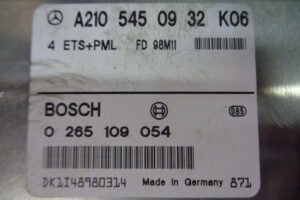 A210 545 09 32 K06
4 ETS+PML FD 98M11
BOSCH
0 265 109 054
DK1I48980314 Made in Germany 871